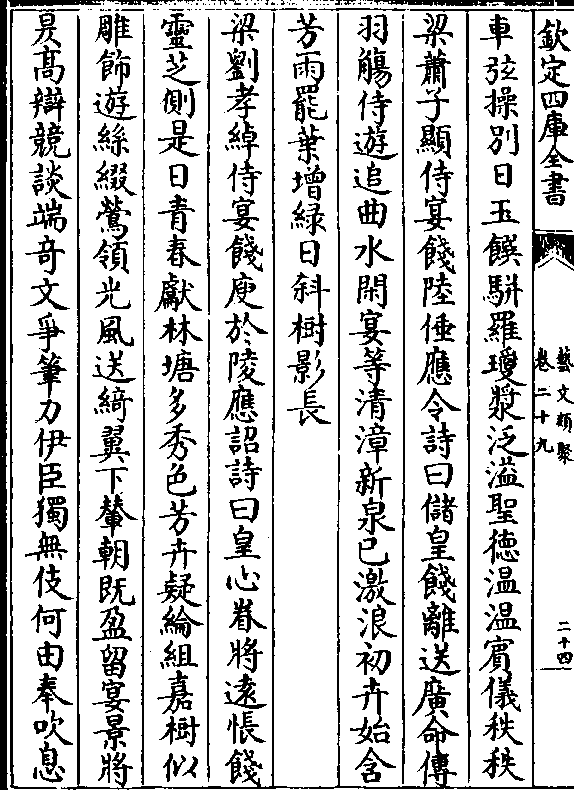 欽定四庫全書
藝文類聚
卷二十九
二十四
車弦操別日玉饌駢羅瓊漿泛溢聖徳温温賓儀秩秩
梁蕭子顯侍宴餞陸倕應令詩曰儲皇餞離送廣命傳
羽觴侍遊追曲水開宴等清漳新泉已激浪初卉始含
芳雨罷葉增緑日斜樹影長
梁劉孝綽侍宴餞庾於陵應詔詩曰皇心眷將逺悵餞
靈芝側是日青春獻林塘多秀色芳卉疑綸組嘉樹似
雕飾遊絲綴鶯領光風送綺翼下輦朝既盈留宴景將
昃髙辯競談端奇文爭筆力伊臣獨無伎何由奉吹息